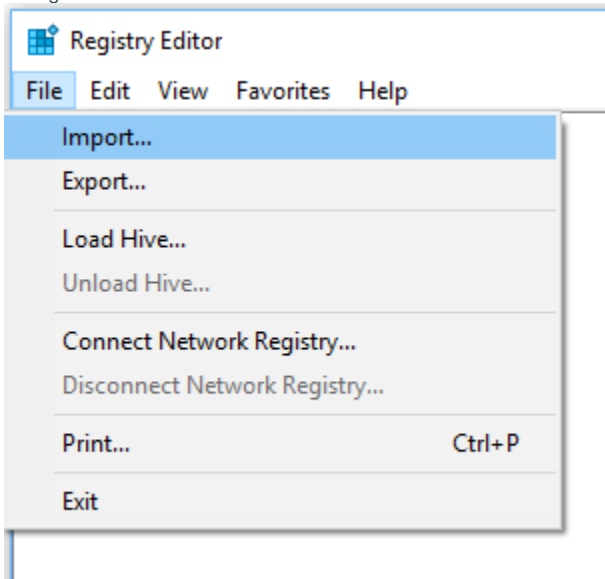 Registry Editor
File Edit View Favorites Help
Import...
Export...
Load Hive...
Unload Hive...
Connect Network Registry...
Disconnect Network Registry...
Print... Ctrl+P
Exit